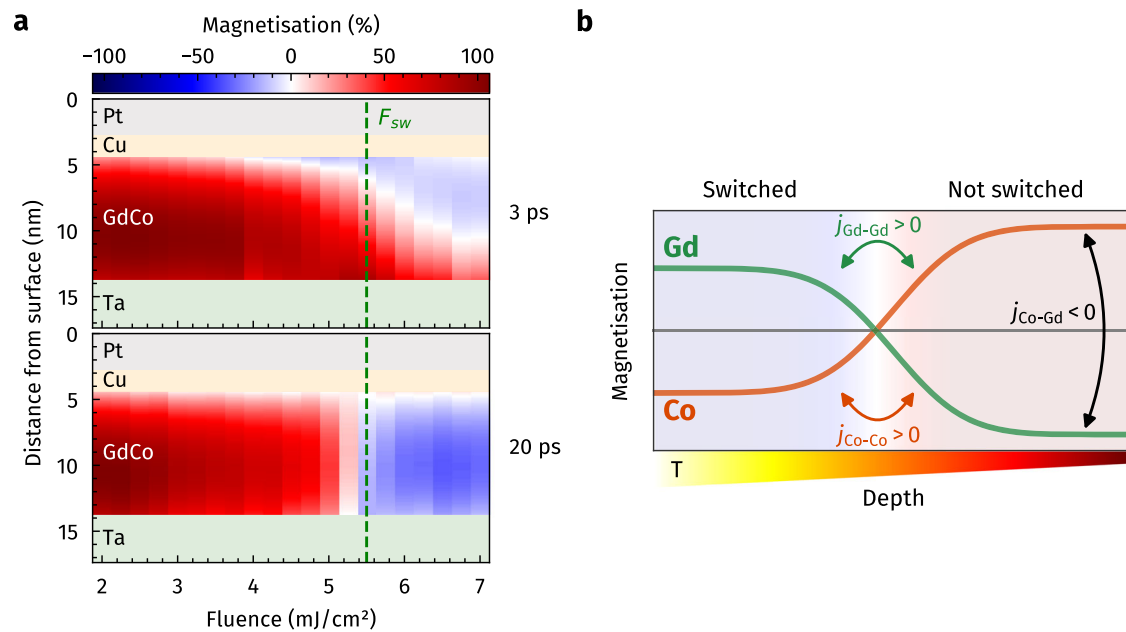 a
Magnetisation (%)
−100 −50 0 50 100
0
Pt
F_sw
Cu
5
GdCo
3 ps
10
15
Ta
0
Pt
Cu
5
GdCo
20 ps
10
15
Ta
Distance from surface (nm)
2 3 4 5 6 7
Fluence (mJ/cm²)
b
Switched Not switched
Gd
j_Gd-Gd > 0
j_Co-Gd < 0
Co
j_Co-Co > 0
Magnetisation
T
Depth